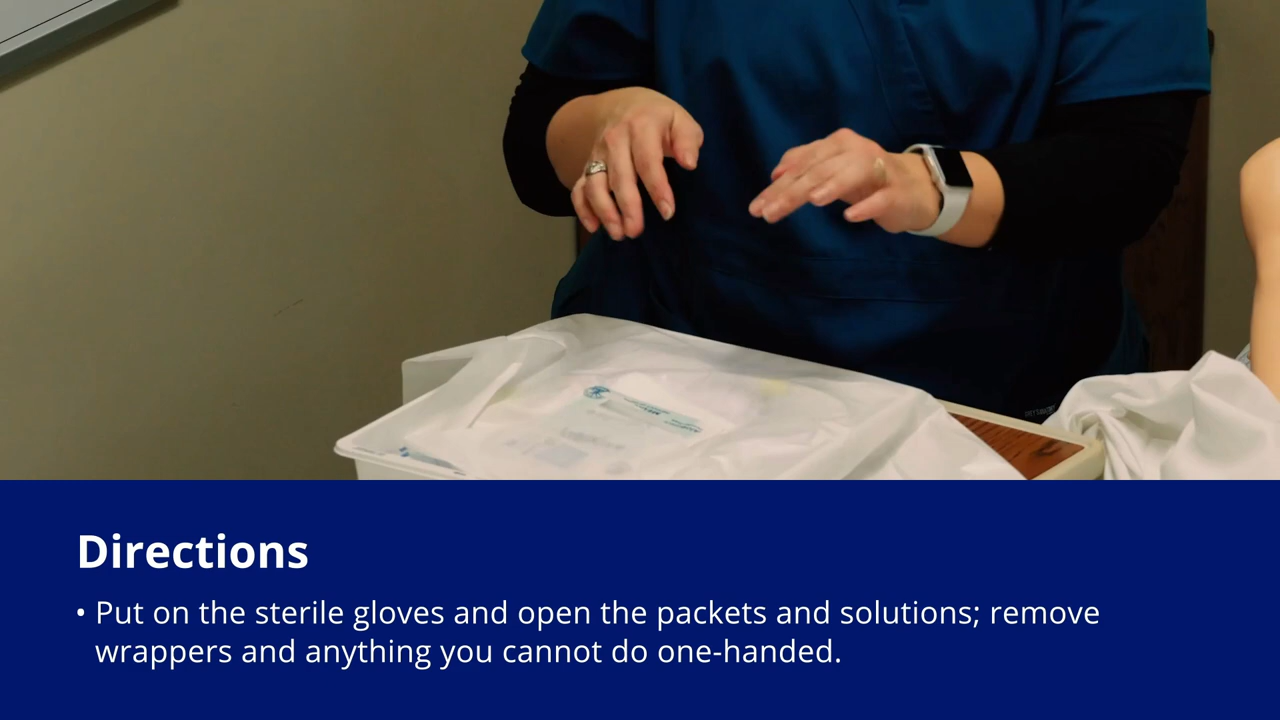 Directions
• Put on the sterile gloves and open the packets and solutions; remove
wrappers and anything you cannot do one-handed.